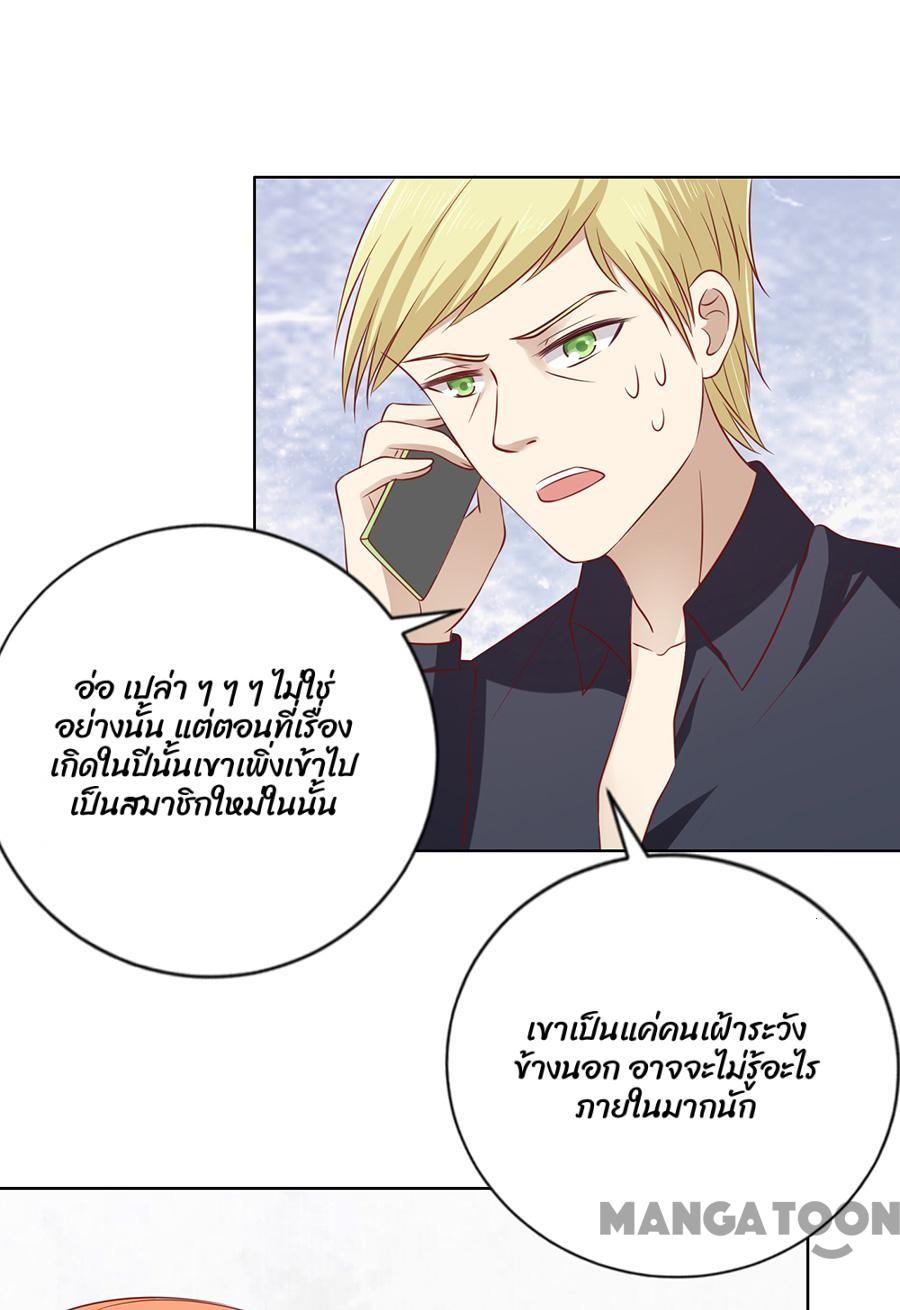 อ่อ เปล่า ๆ ๆ ๆ ไม่ใช่
อย่างนั้น แต่ตอนที่เรื่อง
เกิดในปีนั้นเขาเพิ่งเข้าไป
เป็นสมาชิกใหม่ในนั้น
เขาเป็นแค่คนเฝ้าระวัง
ข้างนอก อาจจะไม่รู้อะไร
ภายในมากนัก
MANGATOON